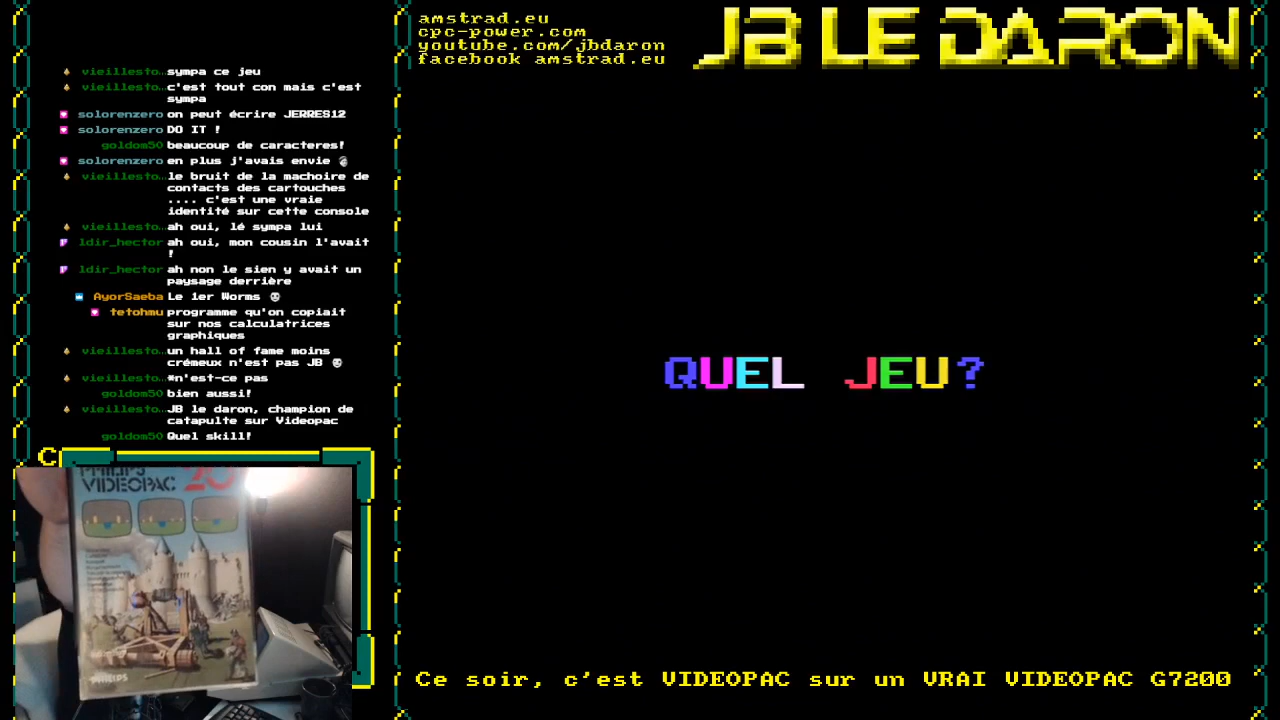 amstrad.eu
cpc-power.com
youtube.com/jbdaron
facebook amstrad.eu
JB LE DARON
vieillesto… sympa ce jeu
vieillesto… c'est tout con mais c'est
sympa
solorenzero on peut écrire JERRES12
solorenzero DO IT !
goldom50 beaucoup de caracteres!
solorenzero en plus j'avais envie
vieillesto… le bruit de la machoire de
contacts des cartouches
.... c'est une vraie
identité sur cette console
vieillesto… ah oui, lé sympa lui
ldir_hector ah oui, mon cousin l'avait
!
ldir_hector ah non le sien y avait un
paysage derrière
AyorSaeba Le 1er Worms
tetohmu programme qu'on copiait
sur nos calculatrices
graphiques
vieillesto… un hall of fame moins
crémeux n'est pas JB
vieillesto… *n'est-ce pas
goldom50 bien aussi!
vieillesto… JB le daron, champion de
catapulte sur Videopac
goldom50 Quel skill!
QUEL JEU?
C
PHILIPS
VIDEOPAC 20
PHILIPS
Ce soir, c'est VIDEOPAC sur un VRAI VIDEOPAC G7200